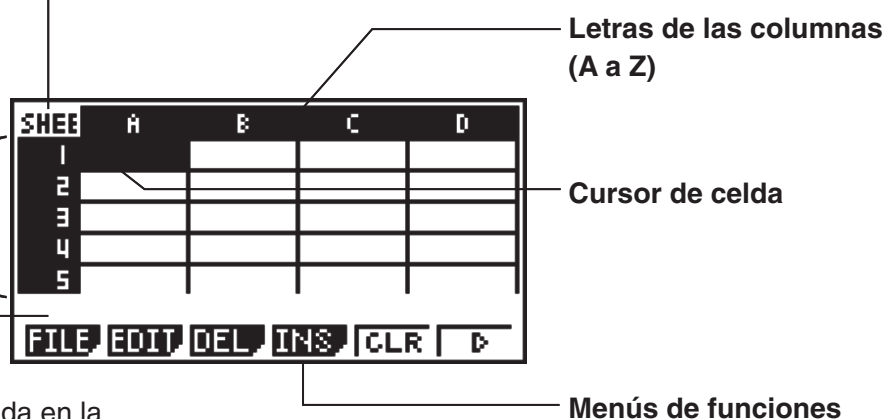 Letras de las columnas
(A a Z)
SHEE A B C D
1
2
Cursor de celda
3
4
5
FILE EDIT DEL INS CLR ▷
Menús de funciones
da en la